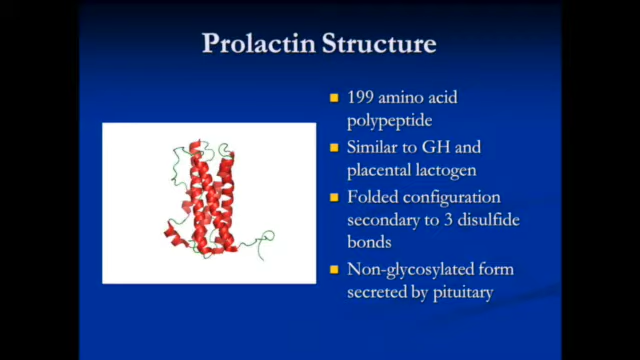 Prolactin Structure
199 amino acid
polypeptide
Similar to GH and
placental lactogen
Folded configuration
secondary to 3 disulfide
bonds
Non-glycosylated form
secreted by pituitary